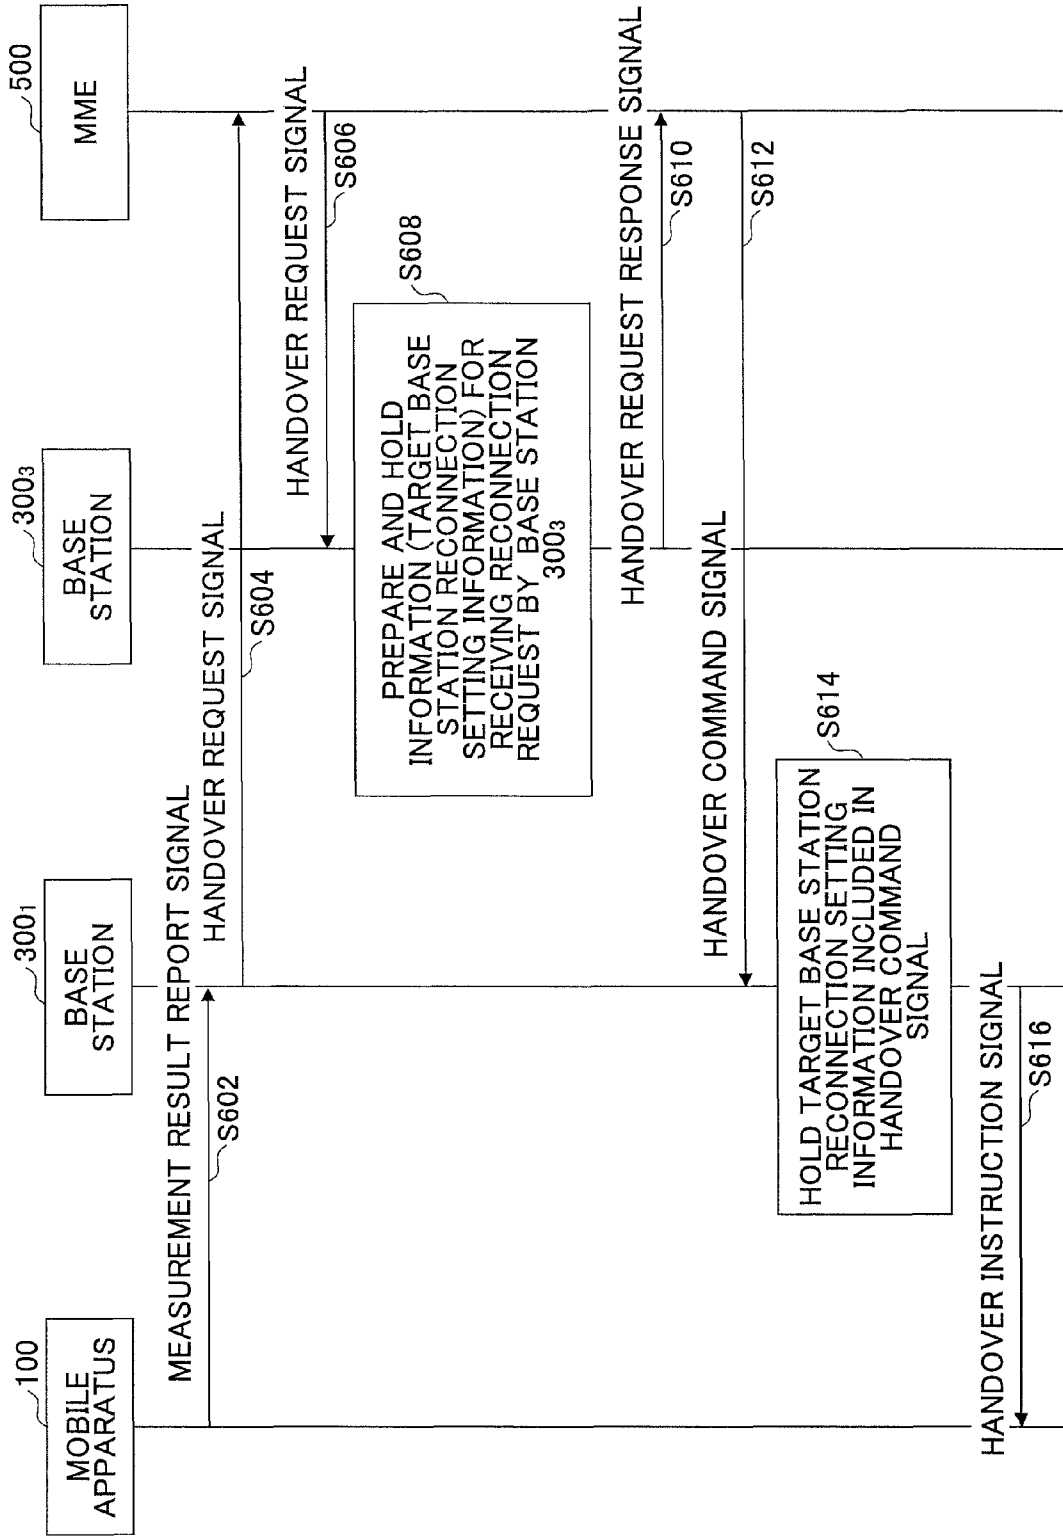 100
MOBILE
APPARATUS
300₁
BASE
STATION
300₃
BASE
STATION
500
MME
MEASUREMENT RESULT REPORT SIGNAL
S602
HANDOVER REQUEST SIGNAL
S604
HANDOVER REQUEST SIGNAL
S606
S608
PREPARE AND HOLD
INFORMATION (TARGET BASE
STATION RECONNECTION
SETTING INFORMATION) FOR
RECEIVING RECONNECTION
REQUEST BY BASE STATION
300₃
HANDOVER REQUEST RESPONSE SIGNAL
S610
HANDOVER COMMAND SIGNAL
S612
S614
HOLD TARGET BASE STATION
RECONNECTION SETTING
INFORMATION INCLUDED IN
HANDOVER COMMAND
SIGNAL
HANDOVER INSTRUCTION SIGNAL
S616